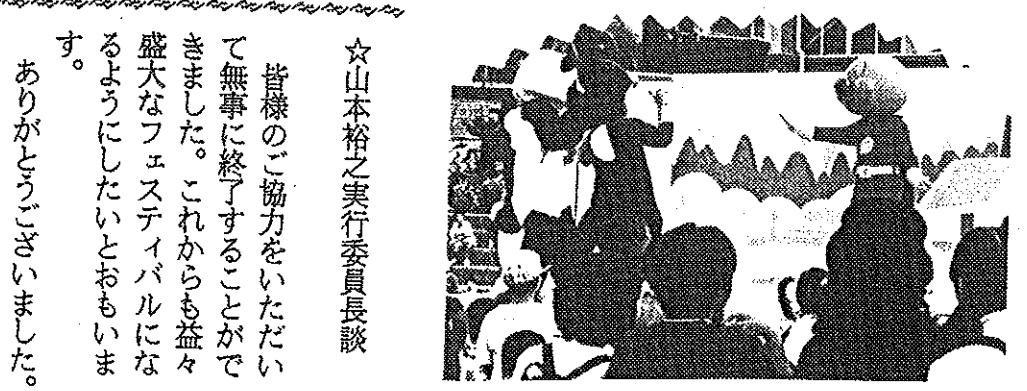 ☆山本裕之実行委員長談
皆様のご協力をいただい
て無事に終了することがで
きました。これからも益々
盛大なフェスティバルにな
るようにしたいとおもいま
す。
ありがとうございました。